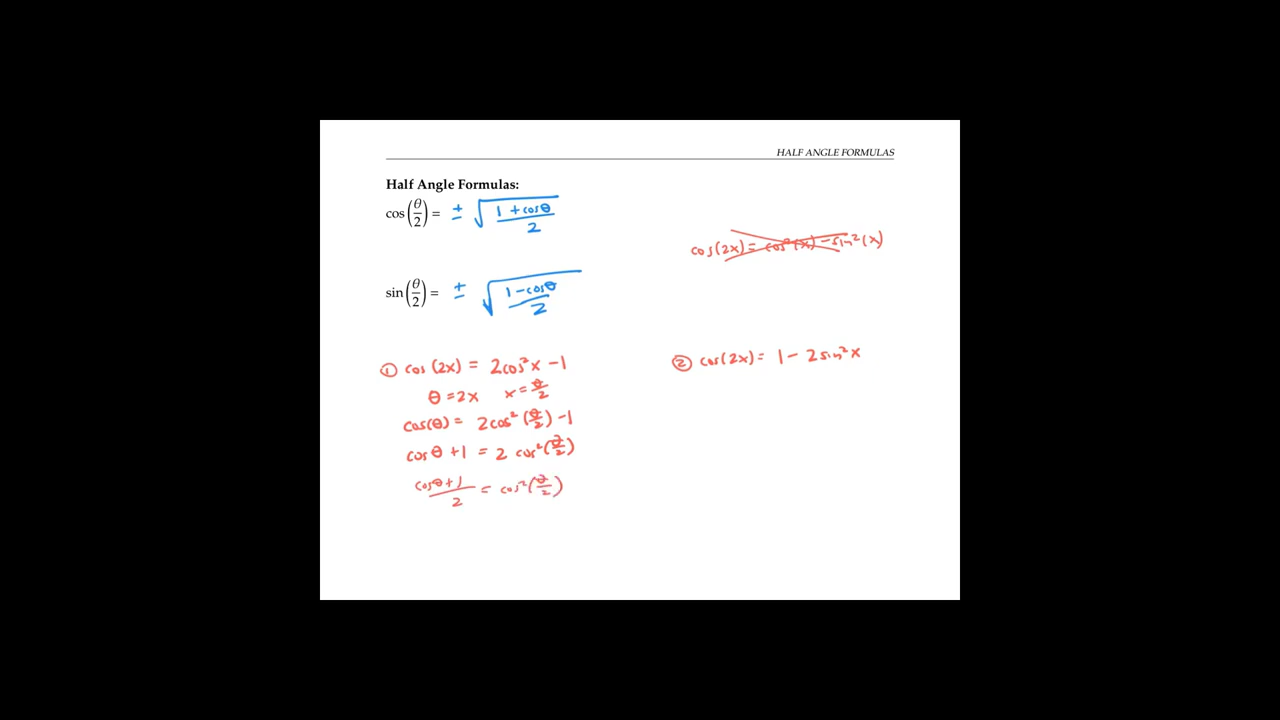 HALF ANGLE FORMULAS
Half Angle Formulas:
cos(θ/2) = ± √((1 + cosθ)/2)
cos(2x) = cos²(x) − sin²(x)
sin(θ/2) = ± √((1 − cosθ)/2)
① cos(2x) = 2cos²x − 1
θ = 2x x = θ/2
cos(θ) = 2cos²(θ/2) − 1
cosθ + 1 = 2 cos²(θ/2)
(cosθ + 1)/2 = cos²(θ/2)
② cos(2x) = 1 − 2 sin²x